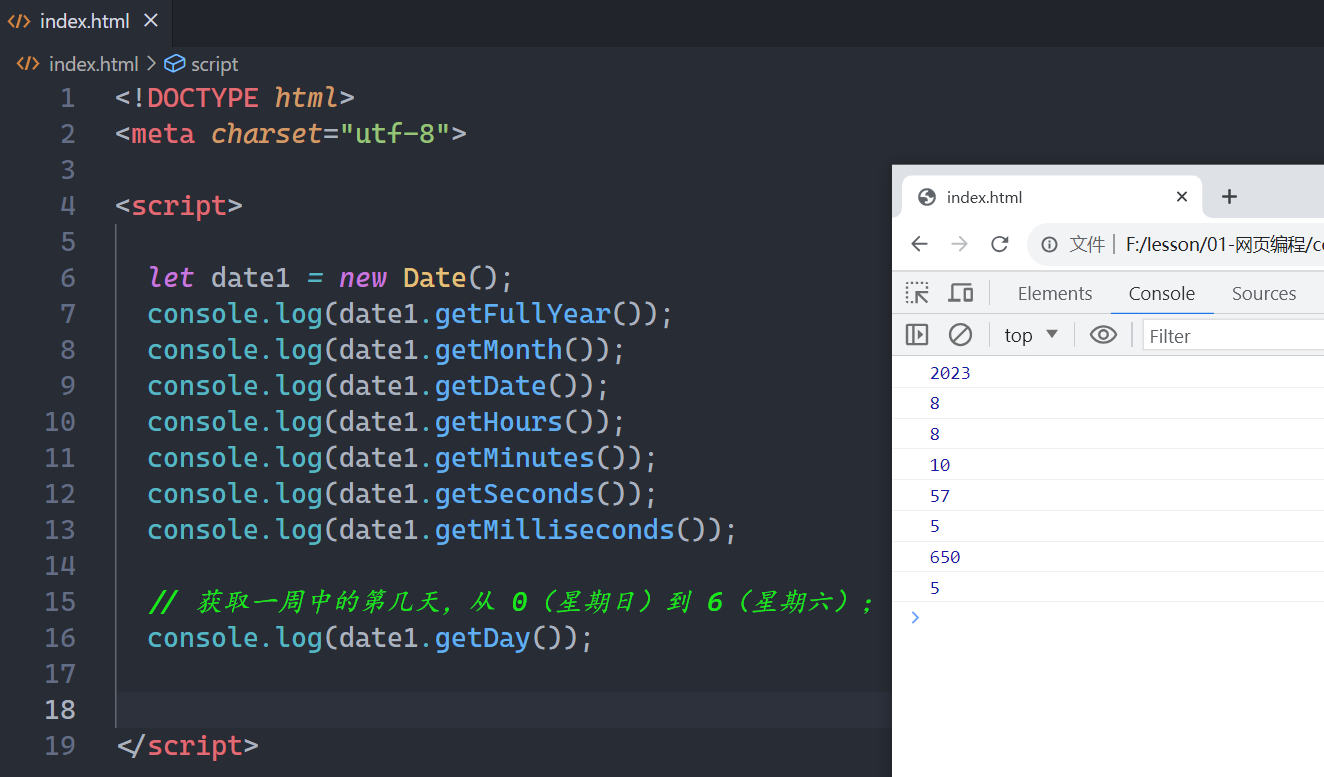 index.html
index.html > script
1 <!DOCTYPE html>
2 <meta charset="utf-8">
3
4 <script>
5
6 let date1 = new Date();
7 console.log(date1.getFullYear());
8 console.log(date1.getMonth());
9 console.log(date1.getDate());
10 console.log(date1.getHours());
11 console.log(date1.getMinutes());
12 console.log(date1.getSeconds());
13 console.log(date1.getMilliseconds());
14
15 // 获取一周中的第几天，从 0（星期日）到 6（星期六）；
16 console.log(date1.getDay());
17
18
19 </script>
index.html
文件 | F:/lesson/01-网页编程/c
Elements Console Sources
top Filter
2023
8
8
10
57
5
650
5